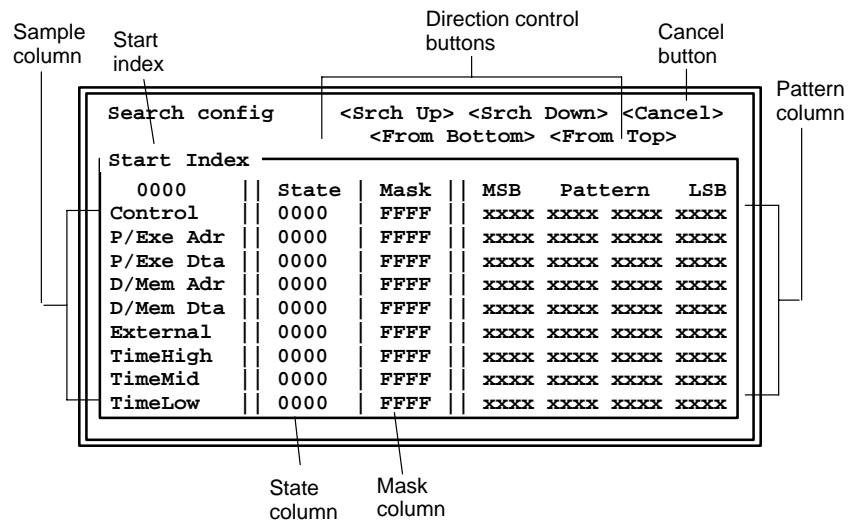 Sample column
Start index
Direction control buttons
Cancel button
Pattern column
Search config <Srch Up> <Srch Down> <Cancel>
<From Bottom> <From Top>
Start Index
0000 || State | Mask || MSB Pattern LSB
Control || 0000 | FFFF || xxxx xxxx xxxx xxxx
P/Exe Adr || 0000 | FFFF || xxxx xxxx xxxx xxxx
P/Exe Dta || 0000 | FFFF || xxxx xxxx xxxx xxxx
D/Mem Adr || 0000 | FFFF || xxxx xxxx xxxx xxxx
D/Mem Dta || 0000 | FFFF || xxxx xxxx xxxx xxxx
External || 0000 | FFFF || xxxx xxxx xxxx xxxx
TimeHigh || 0000 | FFFF || xxxx xxxx xxxx xxxx
TimeMid || 0000 | FFFF || xxxx xxxx xxxx xxxx
TimeLow || 0000 | FFFF || xxxx xxxx xxxx xxxx
State column
Mask column